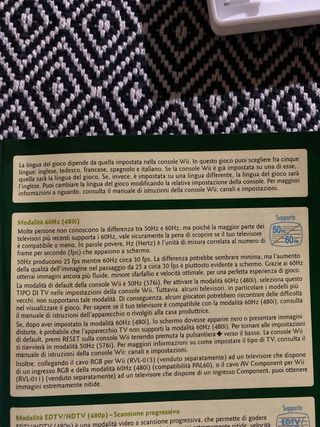 La lingua del gioco dipende da quella impostata nella console Wii. In questo gioco puoi scegliere fra cinque
lingue: inglese, tedesco, francese, spagnolo e italiano. Se la console Wii è già impostata su una di esse,
quella sarà la lingua del gioco. Se, invece, è impostata su una lingua differente, la lingua del gioco sarà
l'inglese. Puoi cambiare la lingua del gioco modificando la relativa impostazione della console. Per maggiori
informazioni a riguardo, consulta il manuale di istruzioni della Wii: canali e impostazioni.
Modalità 60Hz (480i)
Supporto
50Hz
60Hz
Molte persone non conoscono la differenza tra 50Hz e 60Hz, ma poiché la maggior parte dei
televisori più recenti supporta i 60Hz, vale sicuramente la pena di scoprire se il tuo televisore
è compatibile o meno. In parole povere, Hz (Hertz) è l'unità di misura correlata al numero di
frame per secondo (fps) che appaiono a schermo.
50Hz producono 25 fps mentre 60Hz circa 30 fps. La differenza potrebbe sembrare minima, ma l'aumento
della qualità dell'immagine nel passaggio da 25 a circa 30 fps è piuttosto evidente a schermo. Grazie ai 60Hz
otterrai immagini ancora più fluide, minore sfarfallio e velocità ottimale, per una perfetta esperienza di gioco.
La modalità di default della console Wii è 50Hz (576i). Per attivare la modalità 60Hz (480i), seleziona questo
TIPO DI TV nelle impostazioni della console Wii. Tuttavia, alcuni televisori, in particolare i modelli più
vecchi, non supportano tale modalità. Di conseguenza, alcuni giocatori potrebbero riscontrare delle difficoltà
nel visualizzare il gioco. Per sapere se il tuo televisore è compatibile con la modalità 60Hz (480i), consulta
il manuale di istruzioni dell'apparecchio o rivolgiti alla casa produttrice.
Se, dopo aver impostato la modalità 60Hz (480i), lo schermo dovesse apparire nero o presentare immagini
distorte, è probabile che l'apparecchio TV non supporti la modalità 60Hz (480i). Per tornare alle impostazioni
di default, premi RESET sulla console Wii tenendo premuta la pulsantiera verso il basso. La console Wii
si riavvierà in modalità 50Hz (576i). Per maggiori informazioni su come impostare il tipo di TV, consulta il
manuale di istruzioni della console Wii: canali e impostazioni.
Inoltre, collegando il cavo RGB per Wii (RVL-013) (venduto separatamente) ad un televisore che dispone
di un ingresso RGB e della modalità 60Hz (480i) (compatibilità PAL60), o il cavo AV Component per Wii
(RVL-011) (venduto separatamente) ad un televisore che dispone di un ingresso Component, puoi ottenere
immagini estremamente nitide.
Modalità EDTV/HDTV (480p) – Scansione progressiva
Supporto
EDTV
EDTV/HDTV (480p) è una modalità video a scansione progressiva, che permette di godere